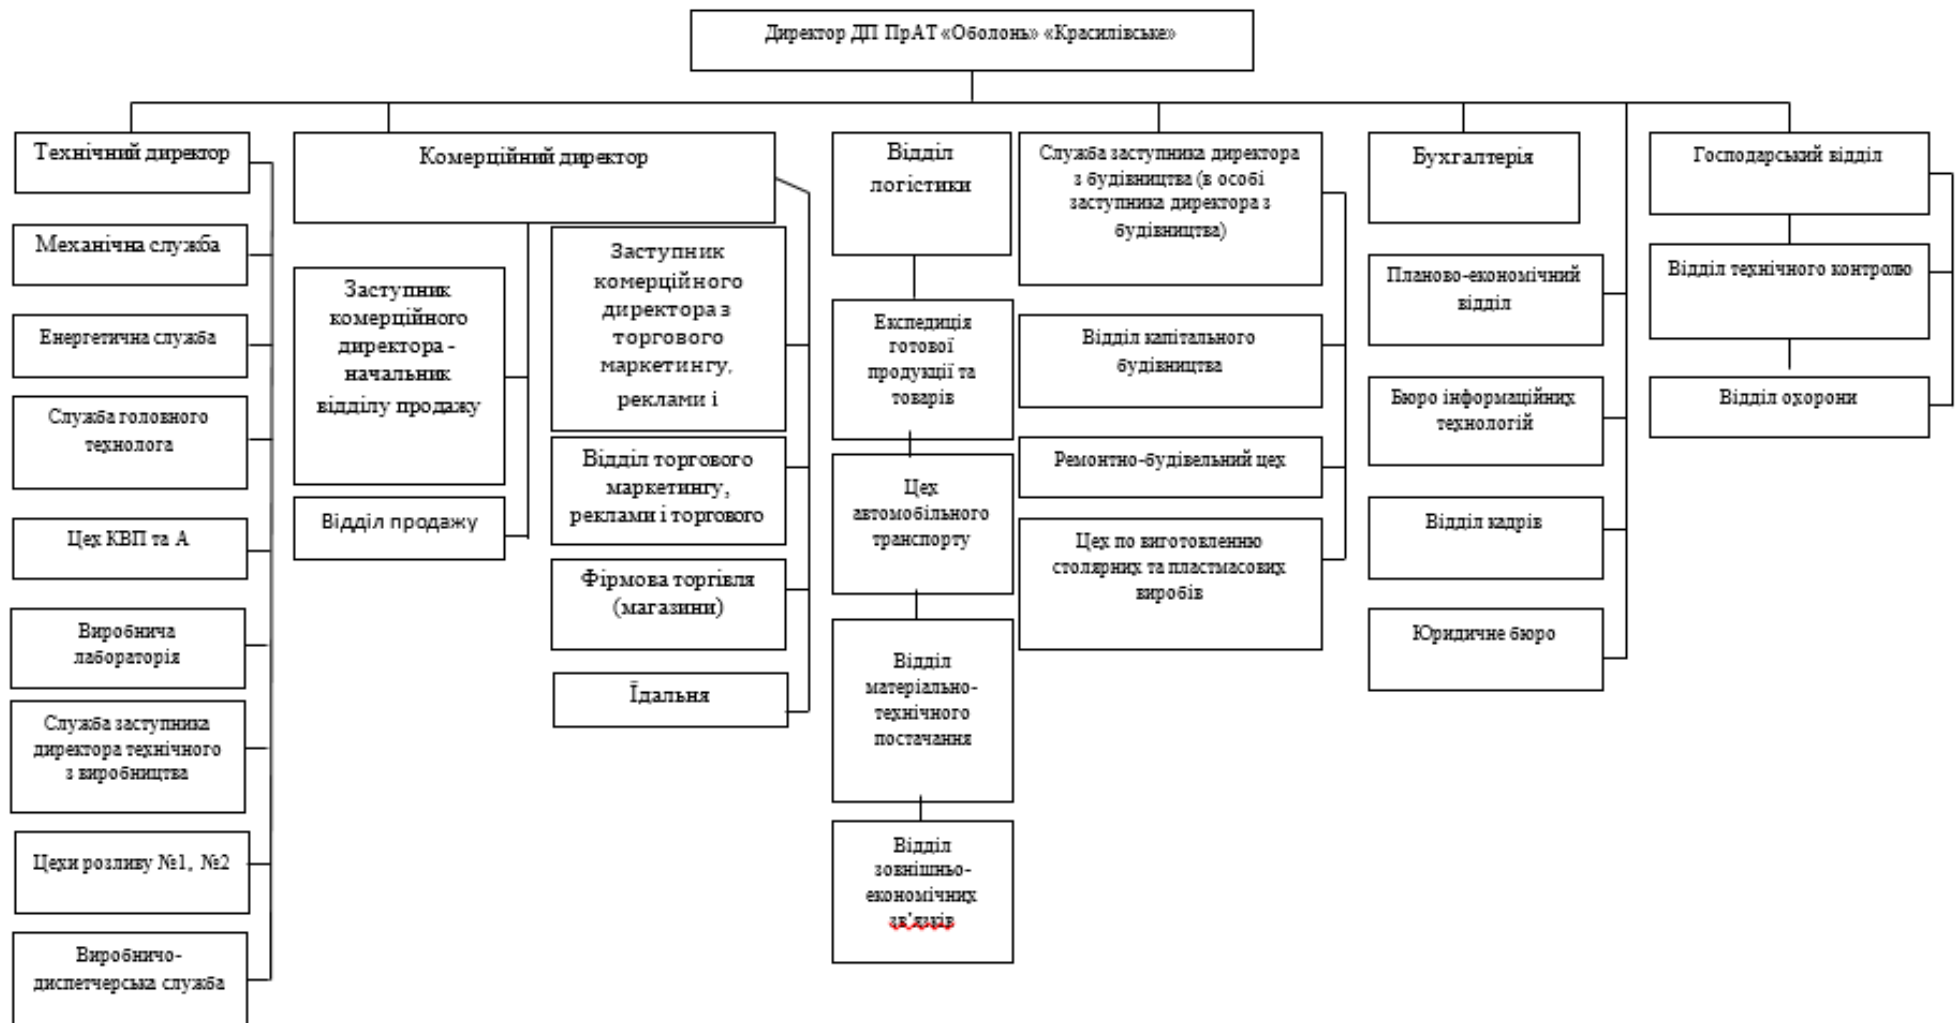 Директор ДП ПрАТ «Оболонь» «Красилівське»
Технічний директор
Механічна служба
Енергетична служба
Служба головного
технолога
Цех КВП та А
Виробнича
лабораторія
Служба заступника
директора технічного
з виробництва
Цехи розливу №1, №2
Виробничо-
диспетчерська служба
Комерційний директор
Заступник
комерційного
директора -
начальник
відділу продажу
Відділ продажу
Заступник
комерційного
директора з
торгового
маркетингу,
реклами і
Відділ торгового
маркетингу,
реклами і торгового
Фірмова торгівля
(магазини)
Їдальня
Відділ
логістики
Експедиція
готової
продукції та
товарів
Цех
автомобільного
транспорту
Відділ
матеріально-
технічного
постачання
Відділ
зовнішньо-
економічних
зв'язків
Служба заступника директора
з будівництва (в особі
заступника директора з
будівництва)
Відділ капітального
будівництва
Ремонтно-будівельний цех
Цех по виготовленню
столярних та пластмасових
виробів
Бухгалтерія
Планово-економічний
відділ
Бюро інформаційних
технологій
Відділ кадрів
Юридичне бюро
Господарський відділ
Відділ технічного контролю
Відділ охорони